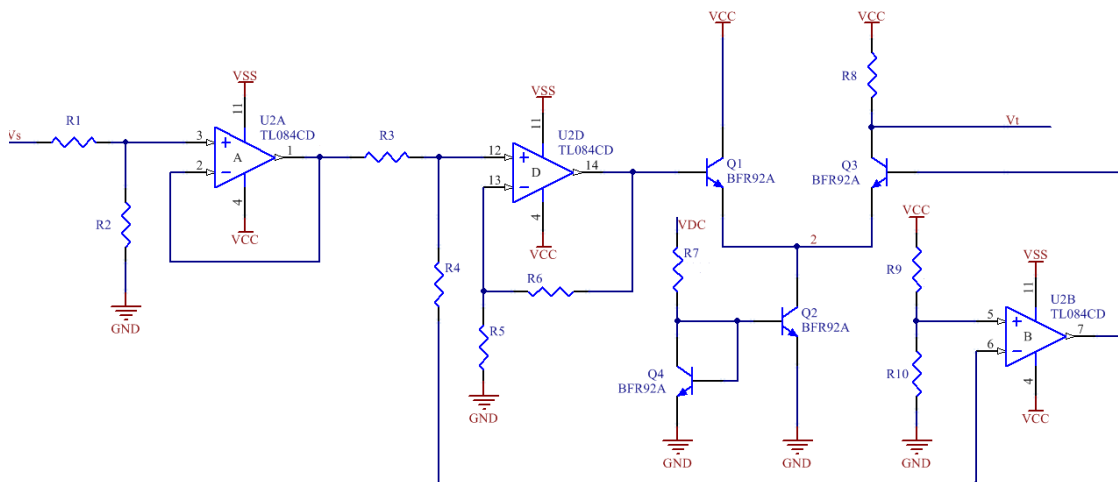 VCC
VCC
VSS
VSS
R8
R1
11
U2A
TL084CD
11
U2D
TL084CD
Vs
3
+
A
1
2
−
R3
12
+
D
14
13
−
Q1
BFR92A
Q3
BFR92A
Vt
4
VCC
4
VCC
R2
VDC
2
VCC
R4
R7
R9
VSS
R6
11
U2B
TL084CD
GND
R5
Q2
BFR92A
5
+
B
7
6
−
Q4
BFR92A
R10
4
VCC
GND
GND
GND
GND